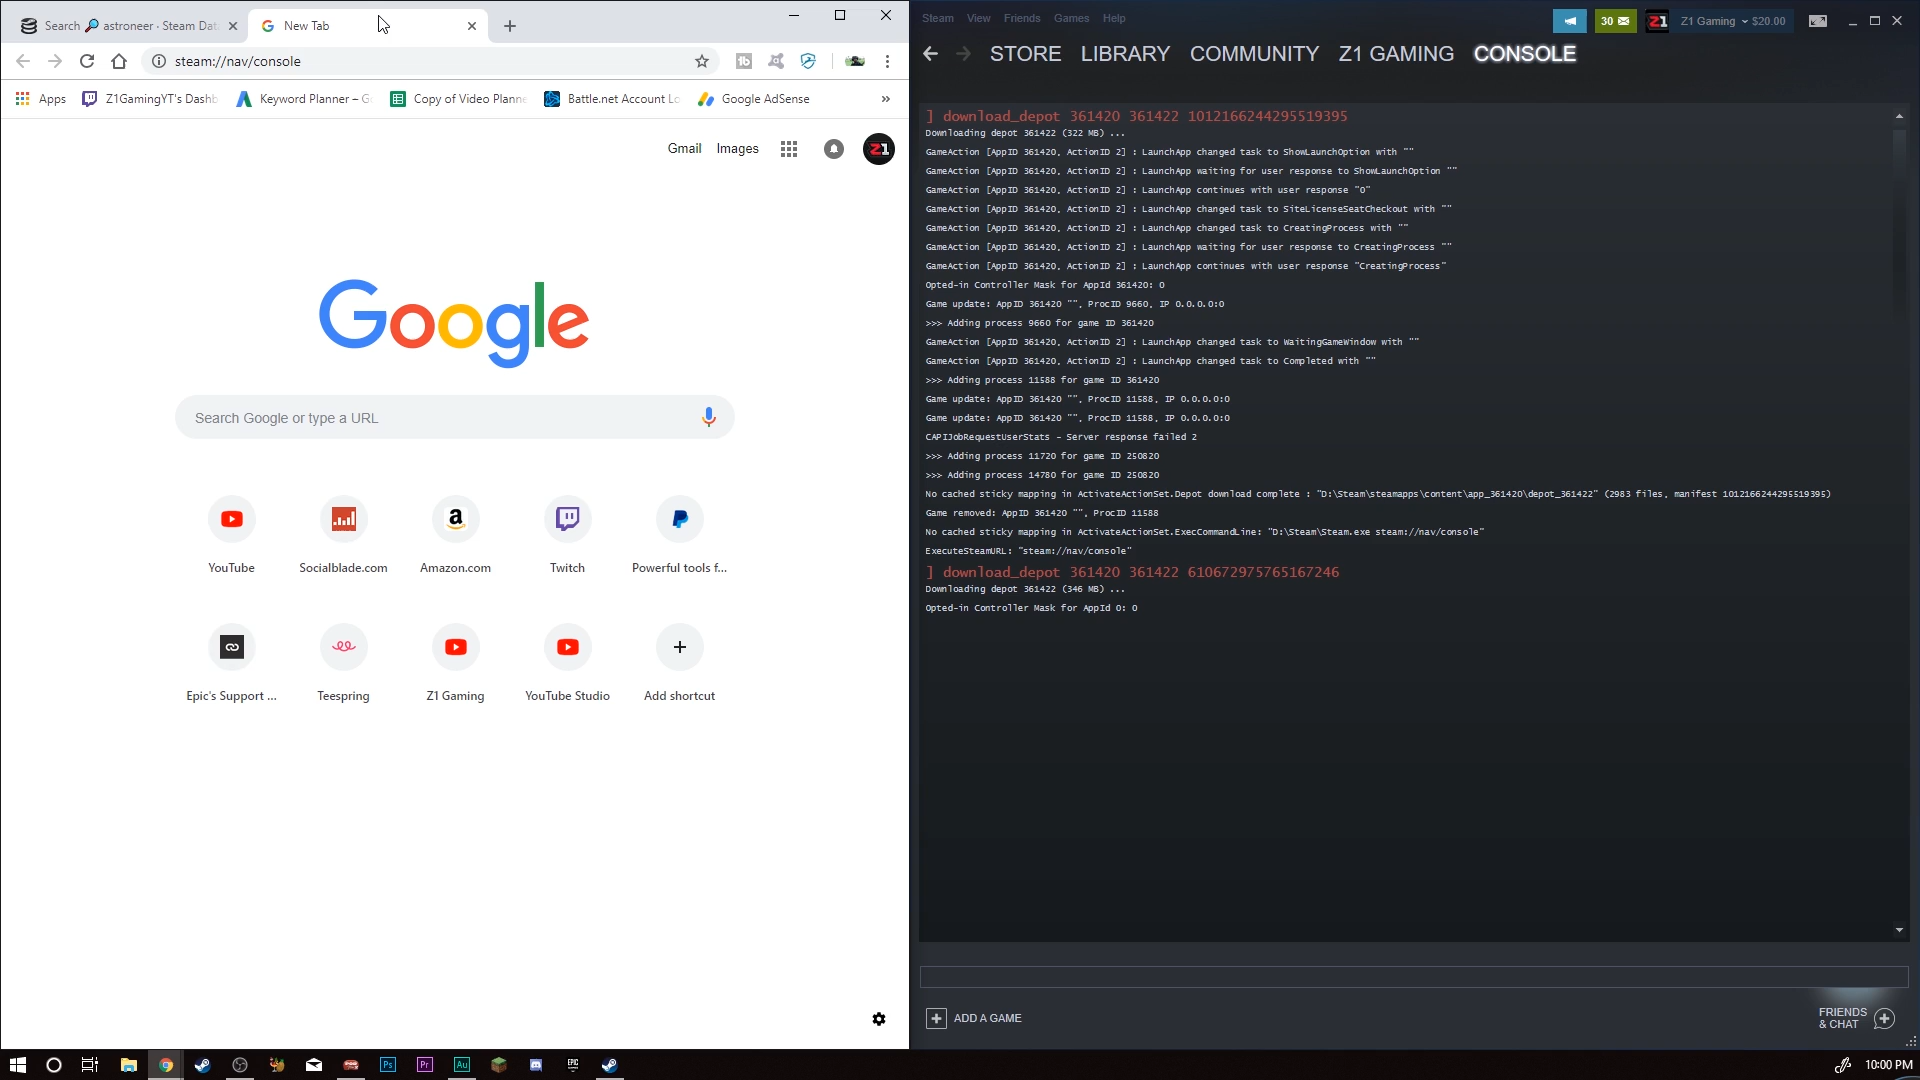 Search 🔎 astroneer · Steam Dat
New Tab
steam://nav/console
Apps
Z1GamingYT's Dashb
Keyword Planner – G
Copy of Video Planne
Battle.net Account Lo
Google AdSense
»
Gmail
Images
Z1
Google
Search Google or type a URL
YouTube
Socialblade.com
Amazon.com
Twitch
Powerful tools f...
Epic's Support ...
Teespring
Z1 Gaming
YouTube Studio
Add shortcut
Steam View Friends Games Help
30
Z1
Z1 Gaming
$20.00
STORE LIBRARY COMMUNITY Z1 GAMING CONSOLE
] download_depot 361420 361422 1012166244295519395
Downloading depot 361422 (322 MB) ...
GameAction [AppID 361420, ActionID 2] : LaunchApp changed task to ShowLaunchOption with ""
GameAction [AppID 361420, ActionID 2] : LaunchApp waiting for user response to ShowLaunchOption ""
GameAction [AppID 361420, ActionID 2] : LaunchApp continues with user response "0"
GameAction [AppID 361420, ActionID 2] : LaunchApp changed task to SiteLicenseSeatCheckout with ""
GameAction [AppID 361420, ActionID 2] : LaunchApp changed task to CreatingProcess with ""
GameAction [AppID 361420, ActionID 2] : LaunchApp waiting for user response to CreatingProcess ""
GameAction [AppID 361420, ActionID 2] : LaunchApp continues with user response "CreatingProcess"
Opted-in Controller Mask for AppId 361420: 0
Game update: AppID 361420 "", ProcID 9660, IP 0.0.0.0:0
>>> Adding process 9660 for game ID 361420
GameAction [AppID 361420, ActionID 2] : LaunchApp changed task to WaitingGameWindow with ""
GameAction [AppID 361420, ActionID 2] : LaunchApp changed task to Completed with ""
>>> Adding process 11588 for game ID 361420
Game update: AppID 361420 "", ProcID 11588, IP 0.0.0.0:0
Game update: AppID 361420 "", ProcID 11588, IP 0.0.0.0:0
CAPIJobRequestUserStats - Server response failed 2
>>> Adding process 11720 for game ID 250820
>>> Adding process 14780 for game ID 250820
No cached sticky mapping in ActivateActionSet.Depot download complete : "D:\Steam\steamapps\content\app_361420\depot_361422" (2983 files, manifest 1012166244295519395)
Game removed: AppID 361420 "", ProcID 11588
No cached sticky mapping in ActivateActionSet.ExecCommandLine: "D:\Steam\Steam.exe steam://nav/console"
ExecuteSteamURL: "steam://nav/console"
] download_depot 361420 361422 610672975765167246
Downloading depot 361422 (346 MB) ...
Opted-in Controller Mask for AppId 0: 0
ADD A GAME
FRIENDS
& CHAT
Ps
Pr
Au
EPIC
10:00 PM